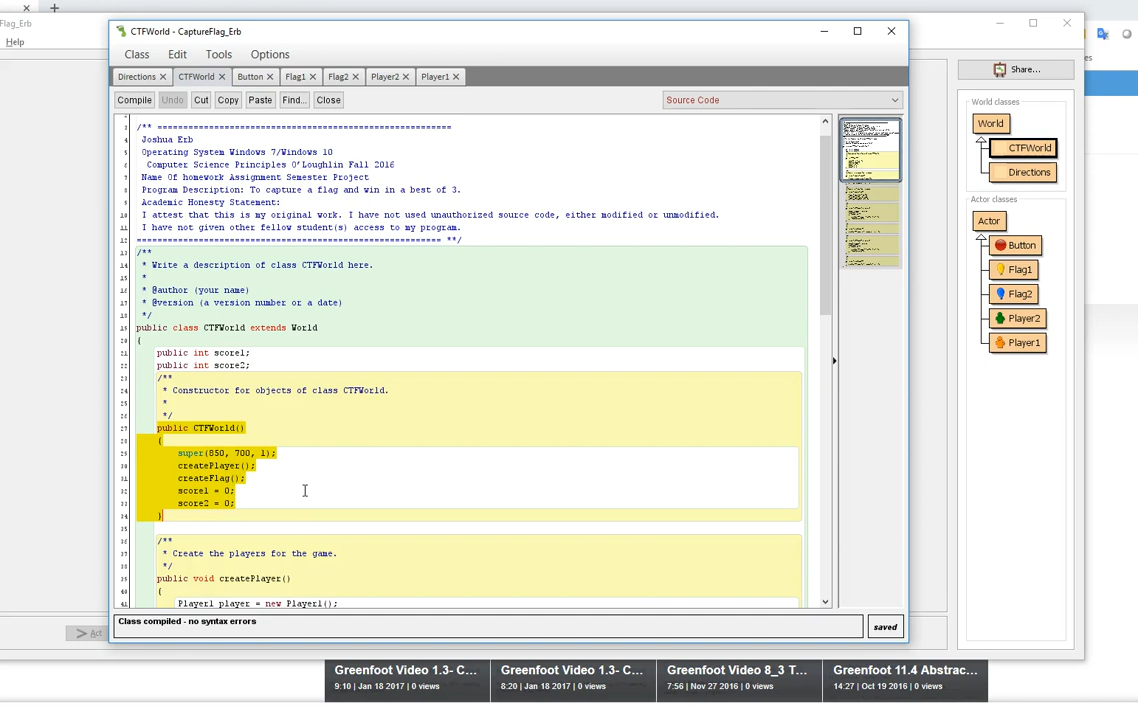 Flag_Erb
Help
CTFWorld - CaptureFlag_Erb
Class Edit Tools Options
Directions CTFWorld Button Flag1 Flag2 Player2 Player1
Compile Undo Cut Copy Paste Find... Close
Source Code
/** =======================================================
Joshua Erb
Operating System Windows 7/Windows 10
Computer Science Principles O'Loughlin Fall 2016
Name Of homework Assignment Semester Project
Program Description: To capture a flag and win in a best of 3.
Academic Honesty Statement:
I attest that this is my original work. I have not used unauthorized source code, either modified or unmodified.
I have not given other fellow student(s) access to my program.
========================================================= **/
/**
* Write a description of class CTFWorld here.
*
* @author (your name)
* @version (a version number or a date)
*/
public class CTFWorld extends World
{
public int score1;
public int score2;
/**
* Constructor for objects of class CTFWorld.
*
*/
public CTFWorld()
{
super(850, 700, 1);
createPlayer();
createFlag();
score1 = 0;
score2 = 0;
}
/**
* Create the players for the game.
*/
public void createPlayer()
{
Player1 player = new Player1();
Class compiled - no syntax errors
saved
Act
Share...
World classes
World
CTFWorld
Directions
Actor classes
Actor
Button
Flag1
Flag2
Player2
Player1
Greenfoot Video 1.3- C...
9:10 | Jan 18 2017 | 0 views
Greenfoot Video 1.3- C...
8:20 | Jan 18 2017 | 0 views
Greenfoot Video 8_3 T...
7:56 | Nov 27 2016 | 0 views
Greenfoot 11.4 Abstrac...
14:27 | Oct 19 2016 | 0 views